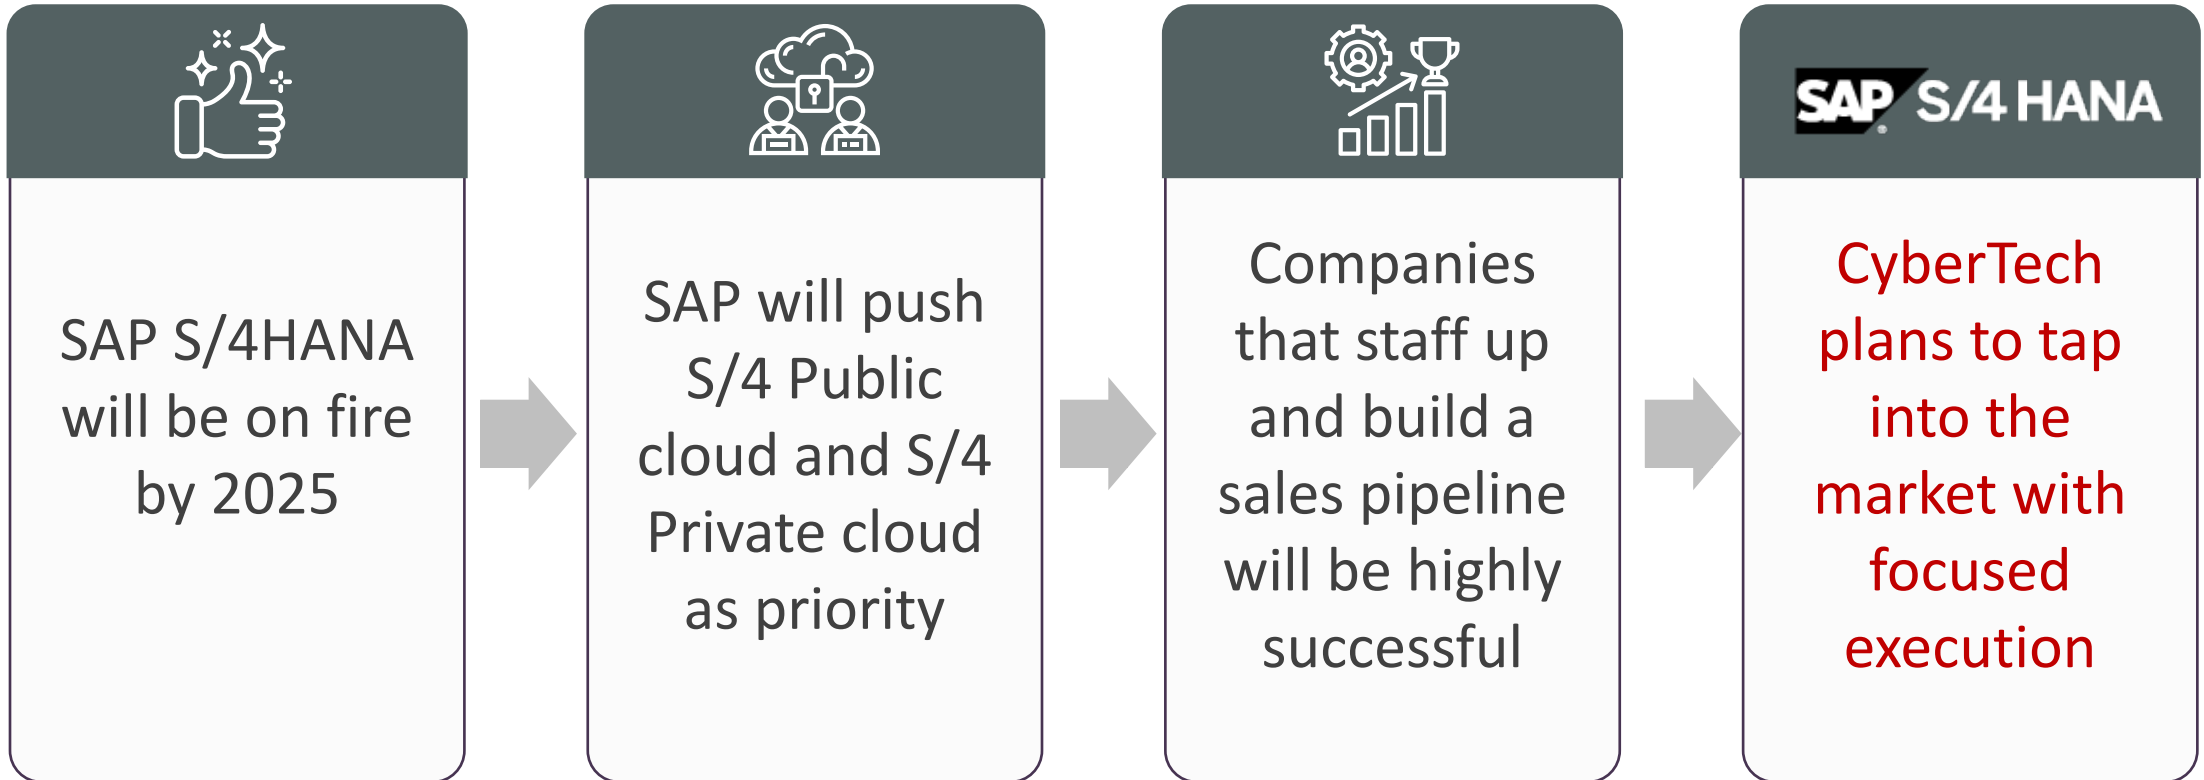 SAP S/4HANA
will be on fire
by 2025
SAP will push
S/4 Public
cloud and S/4
Private cloud
as priority
Companies
that staff up
and build a
sales pipeline
will be highly
successful
SAP® S/4 HANA
CyberTech
plans to tap
into the
market with
focused
execution